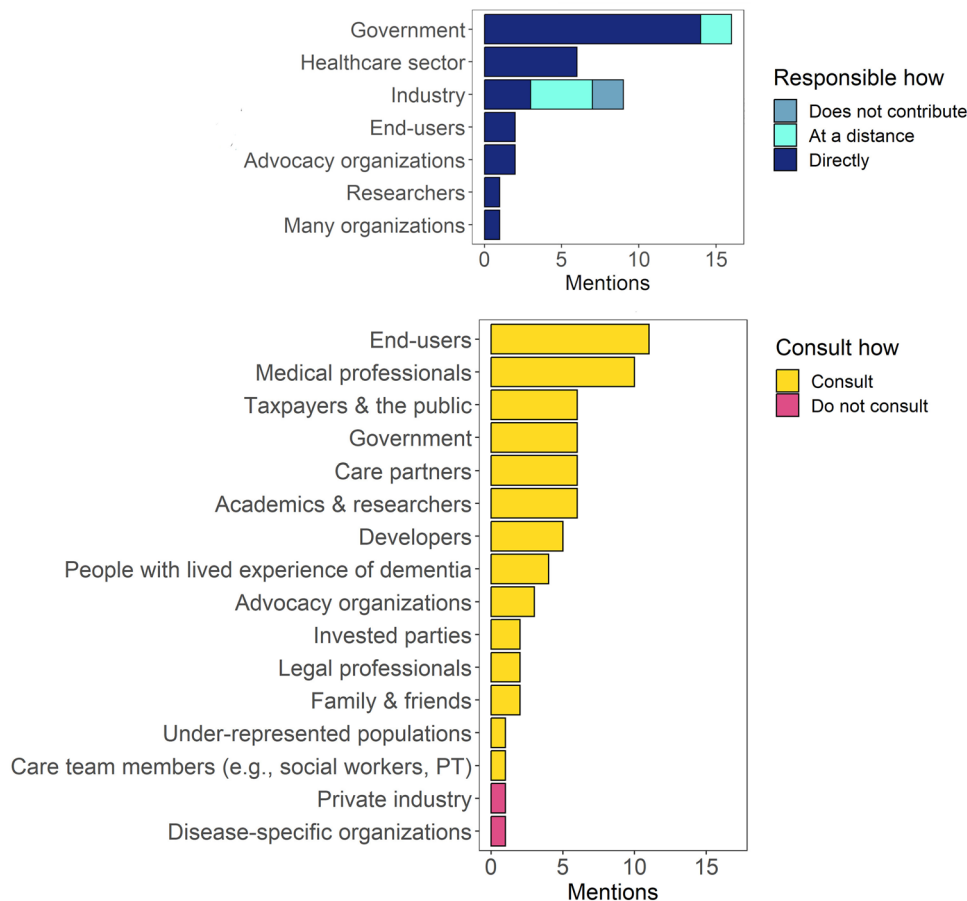 Government
Healthcare sector
Industry
End-users
Advocacy organizations
Researchers
Many organizations
0 5 10 15
Mentions
Responsible how
Does not contribute
At a distance
Directly
End-users
Medical professionals
Taxpayers & the public
Government
Care partners
Academics & researchers
Developers
People with lived experience of dementia
Advocacy organizations
Invested parties
Legal professionals
Family & friends
Under-represented populations
Care team members (e.g., social workers, PT)
Private industry
Disease-specific organizations
0 5 10 15
Mentions
Consult how
Consult
Do not consult